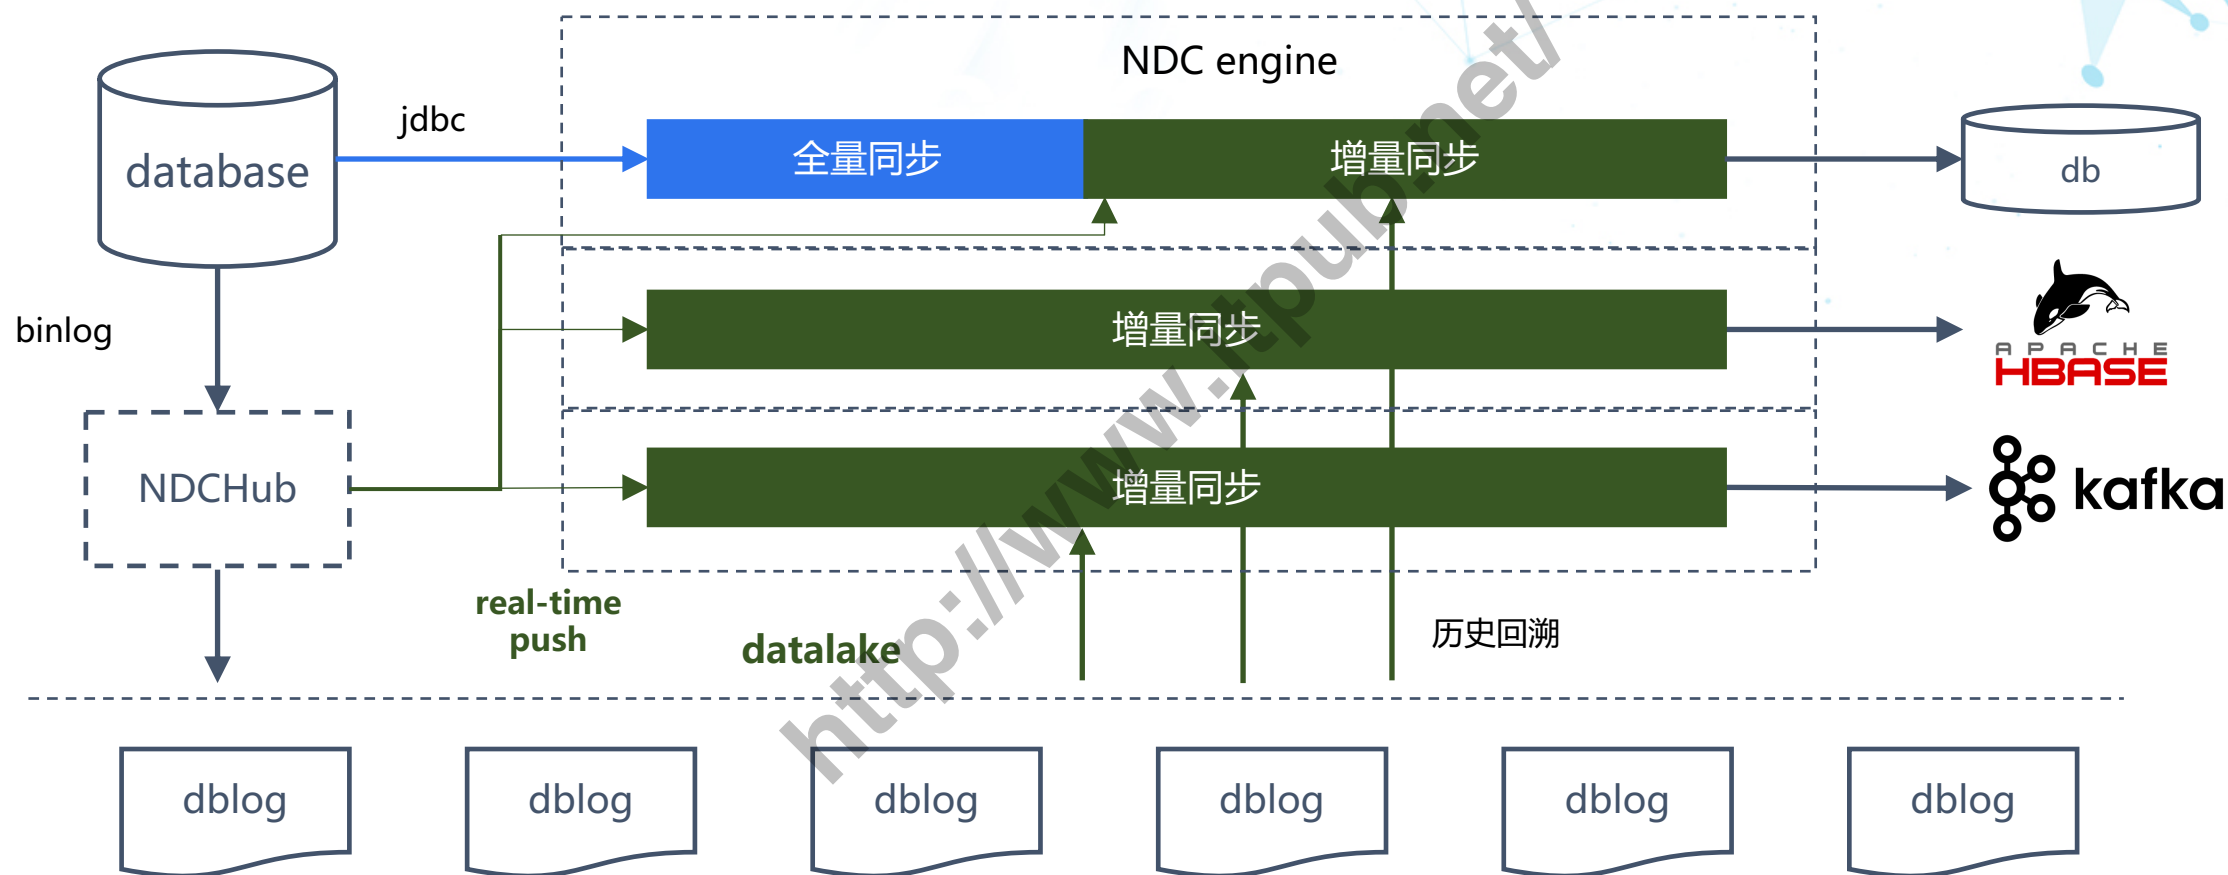 NDC engine
jdbc
database
全量同步
增量同步
db
binlog
增量同步
APACHE
HBASE
NDCHub
增量同步
kafka
real-time
push
datalake
历史回溯
http://www.itpub.net/
dblog
dblog
dblog
dblog
dblog
dblog